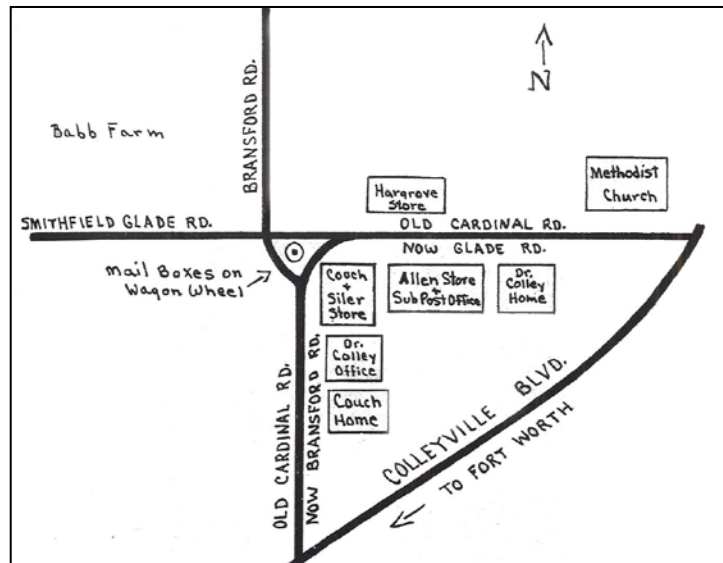 N
BRANSFORD RD.
Babb Farm
Methodist
Church
Hargrove
Store
SMITHFIELD GLADE RD.
OLD CARDINAL RD.
NOW GLADE RD.
Mail Boxes on
Wagon Wheel
Couch
+
Siler
Store
Allen Store
+
Sub Post Office
Dr.
Colley
Home
Dr.
Colley
Office
Couch
Home
OLD CARDINAL RD.
NOW BRANSFORD RD.
COLLEYVILLE BLVD.
TO FORT WORTH